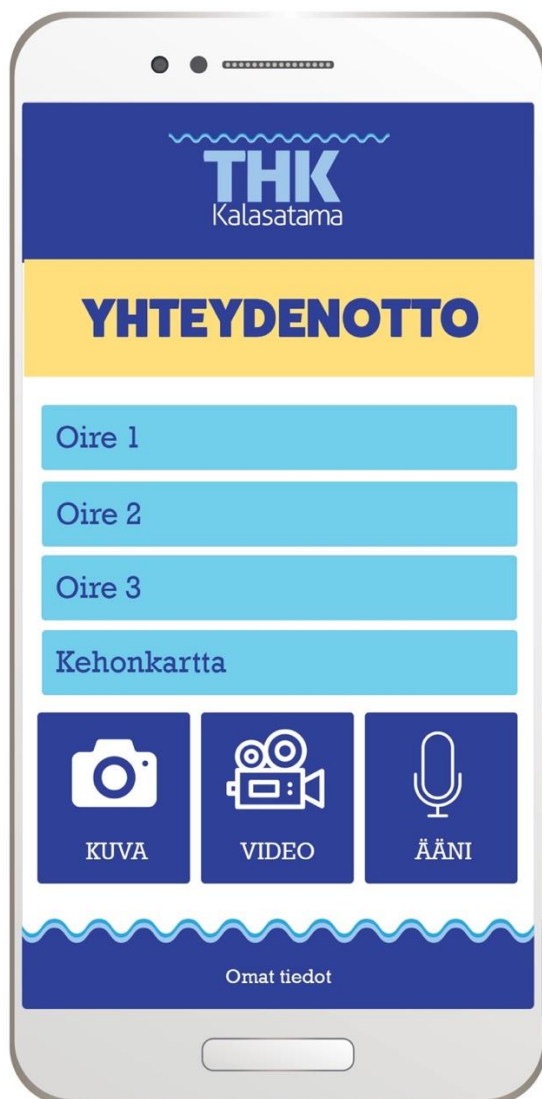 THK
Kalasatama
YHTEYDENOTTO
Oire 1
Oire 2
Oire 3
Kehonkartta
KUVA VIDEO ÄÄNI
Omat tiedot